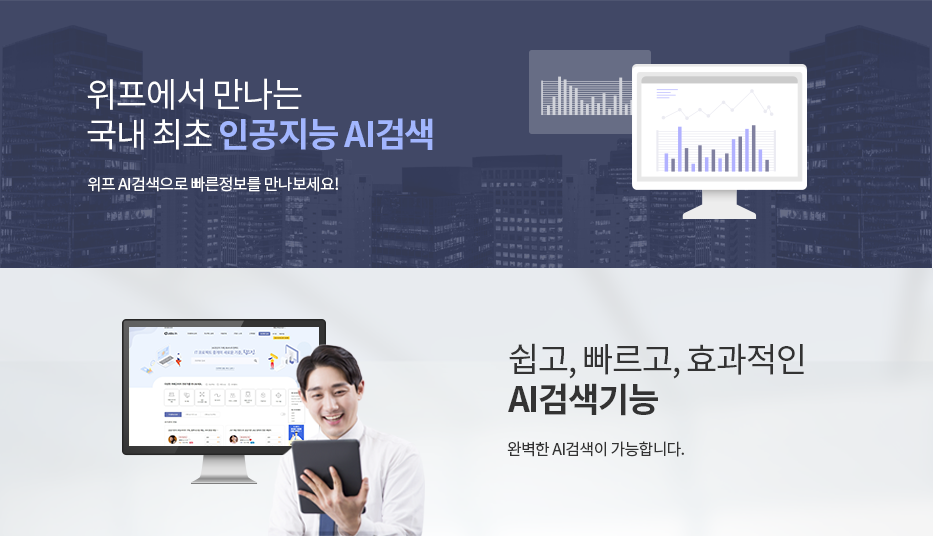 위프에서 만나는
국내 최초 인공지능 AI검색
위프 AI검색으로 빠른정보를 만나보세요!
쉽고, 빠르고, 효과적인
AI검색기능
완벽한 AI검색이 가능합니다.